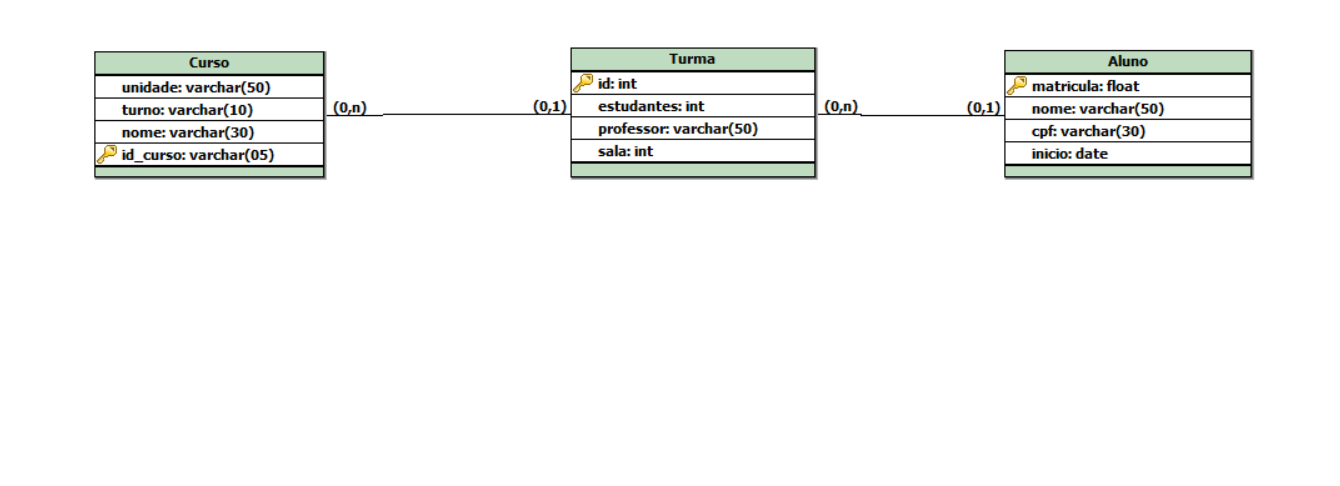 Curso
unidade: varchar(50)
turno: varchar(10)
nome: varchar(30)
id_curso: varchar(05)
(0,n)
(0,1)
Turma
id: int
estudantes: int
professor: varchar(50)
sala: int
(0,n)
(0,1)
Aluno
matricula: float
nome: varchar(50)
cpf: varchar(30)
inicio: date